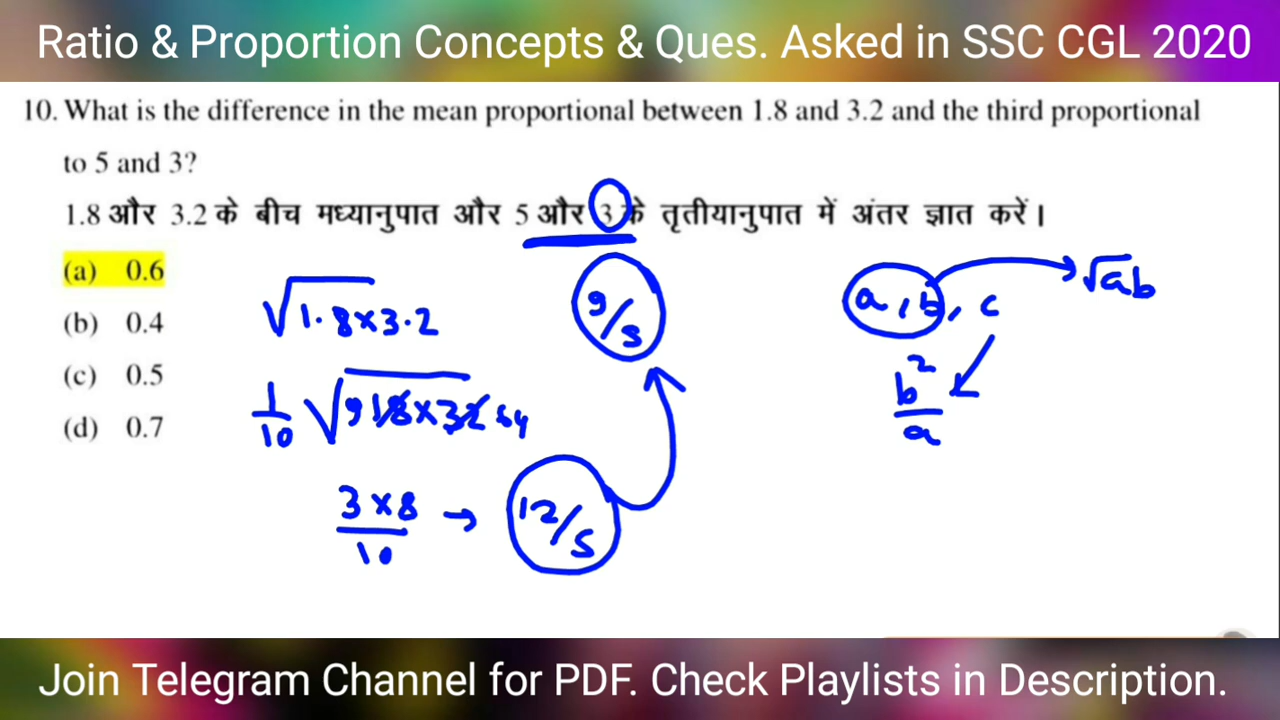 Ratio & Proportion Concepts & Ques. Asked in SSC CGL 2020
10. What is the difference in the mean proportional between 1.8 and 3.2 and the third proportional
to 5 and 3?
1.8 और 3.2 के बीच मध्यानुपात और 5 और 3 के तृतीयानुपात में अंतर ज्ञात करें।
(a) 0.6
(b) 0.4
(c) 0.5
(d) 0.7
√1.8×3.2
1/10 √9 18×32 64
3×8/10 → 12/5
9/5
a, b, c → √ab
b²/a
Join Telegram Channel for PDF. Check Playlists in Description.